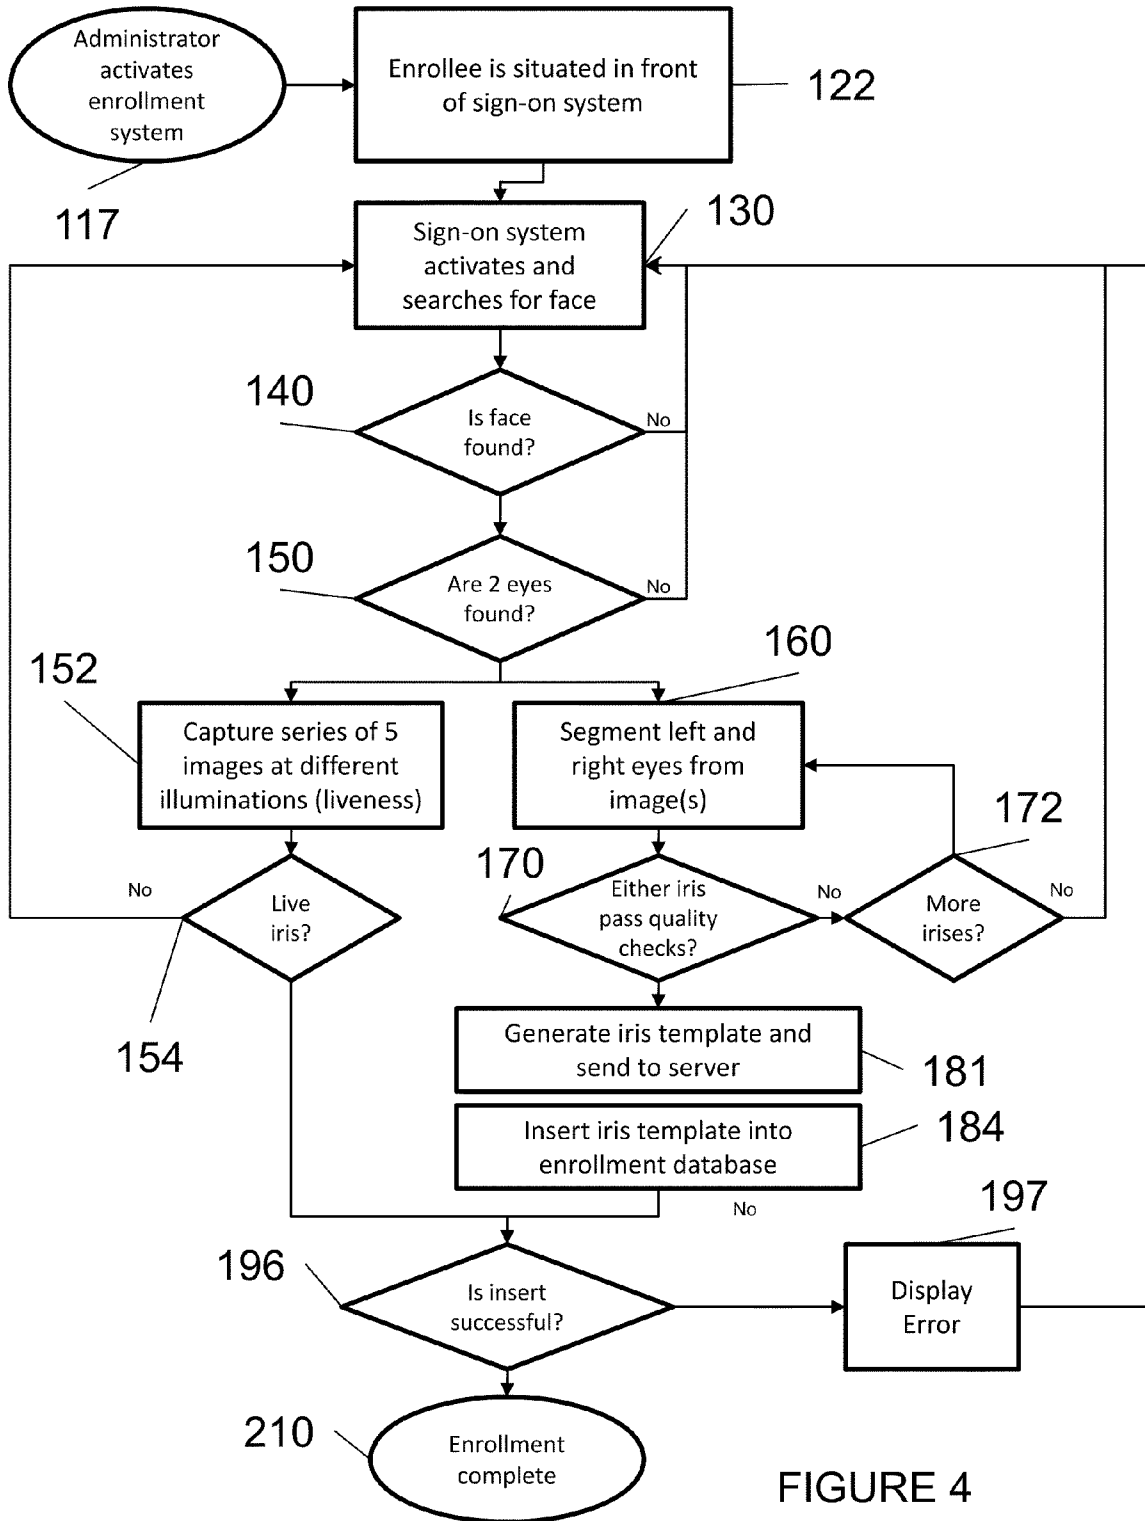 Administrator
activates
enrollment
system
117
Enrollee is situated in front
of sign-on system
122
Sign-on system
activates and
searches for face
130
140
Is face
found?
No
150
Are 2 eyes
found?
No
152
Capture series of 5
images at different
illuminations (liveness)
160
Segment left and
right eyes from
image(s)
No
Live
iris?
154
170
Either iris
pass quality
checks?
No
172
More
irises?
No
Generate iris template and
send to server
181
Insert iris template into
enrollment database
184
No
196
Is insert
successful?
197
Display
Error
210
Enrollment
complete
FIGURE 4